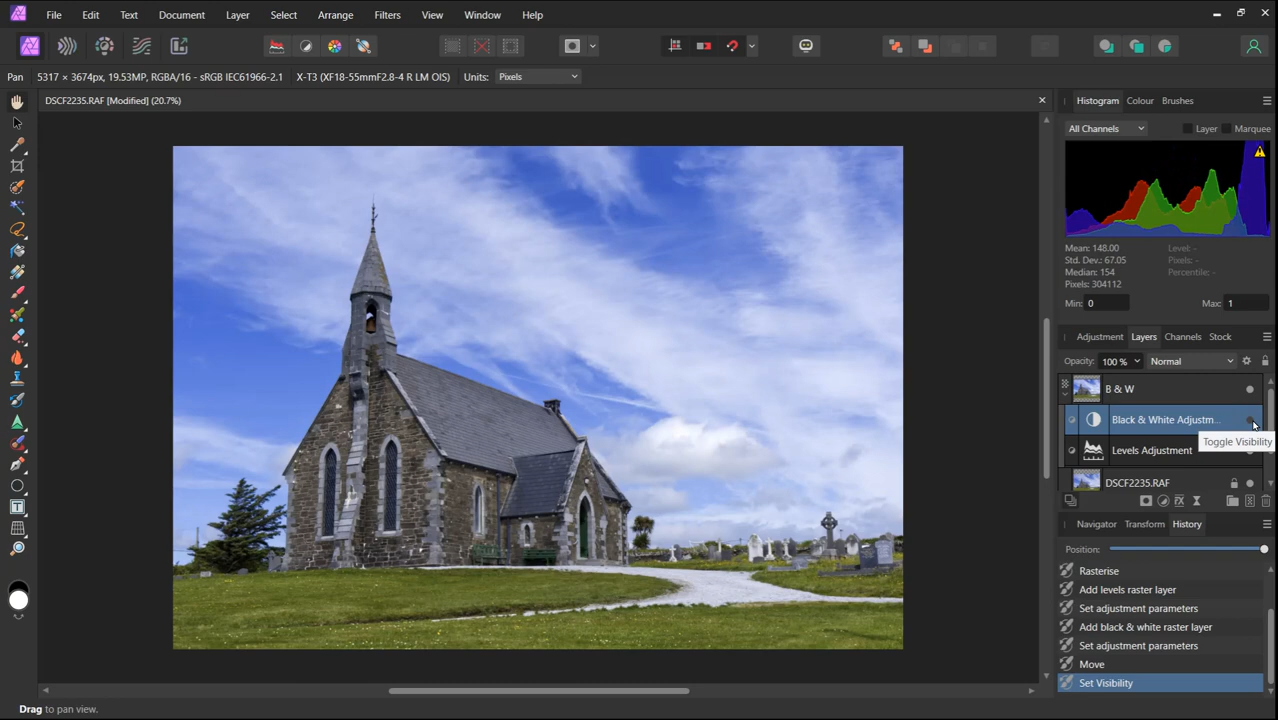 File Edit Text Document Layer Select Arrange Filters View Window Help
Pan 5317 × 3674px, 19.53MP, RGBA/16 - sRGB IEC61966-2.1 X-T3 (XF18-55mmF2.8-4 R LM OIS) Units: Pixels
DSCF2235.RAF [Modified] (20.7%)
Histogram Colour Brushes
All Channels Layer Marquee
Mean: 148.00 Level: -
Std. Dev.: 67.05 Pixels: -
Median: 154 Percentile: -
Pixels: 304112
Min: 0 Max: 1
Adjustment Layers Channels Stock
Opacity: 100 % Normal
B & W
Black & White Adjustm...
Toggle Visibility
Levels Adjustment
DSCF2235.RAF
Navigator Transform History
Position:
Rasterise
Add levels raster layer
Set adjustment parameters
Add black & white raster layer
Set adjustment parameters
Move
Set Visibility
Drag to pan view.